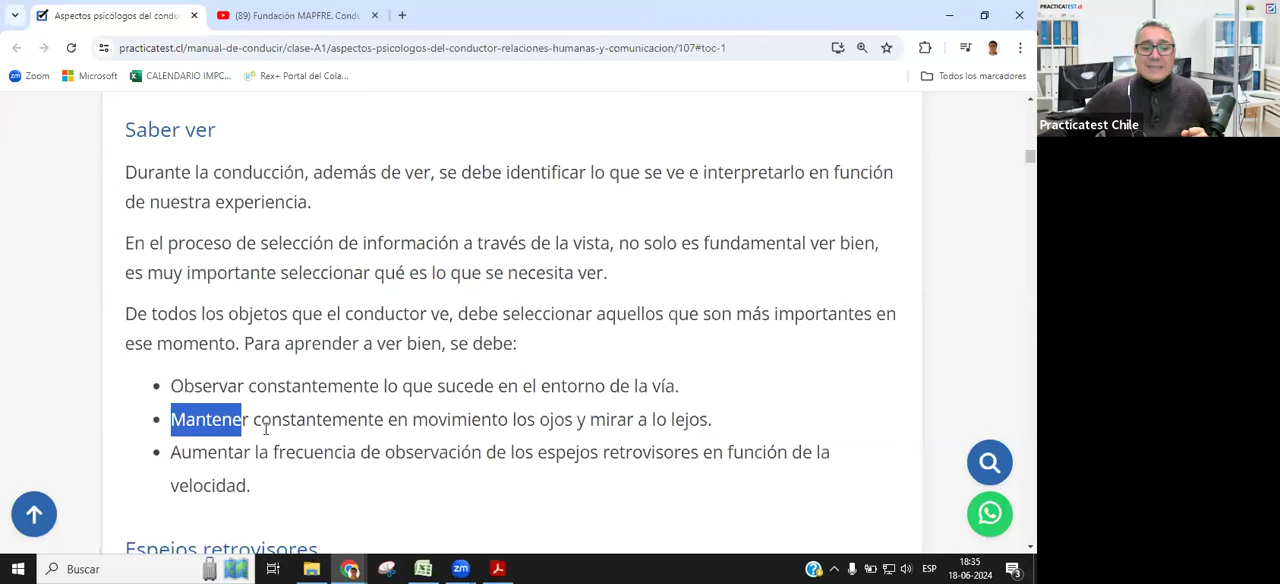 Aspectos psicólogos del condu
(89) Fundación MAPFRE.
practicatest.cl/manual-de-conducir/clase-A1/aspectos-psicologos-del-conductor-relaciones-humanas-y-comunicacion/107#toc-1
Zoom
Microsoft
CALENDARIO IMPC...
Rex+ Portal del Cola...
Todos los marcadores
PRACTICATEST.cl
Practicatest Chile
Saber ver
Durante la conducción, además de ver, se debe identificar lo que se ve e interpretarlo en función
de nuestra experiencia.
En el proceso de selección de información a través de la vista, no solo es fundamental ver bien,
es muy importante seleccionar qué es lo que se necesita ver.
De todos los objetos que el conductor ve, debe seleccionar aquellos que son más importantes en
ese momento. Para aprender a ver bien, se debe:
• Observar constantemente lo que sucede en el entorno de la vía.
• Mantener constantemente en movimiento los ojos y mirar a lo lejos.
• Aumentar la frecuencia de observación de los espejos retrovisores en función de la
velocidad.
Espejos retrovisores
Buscar
ESP
18:35
18-06-2024
3